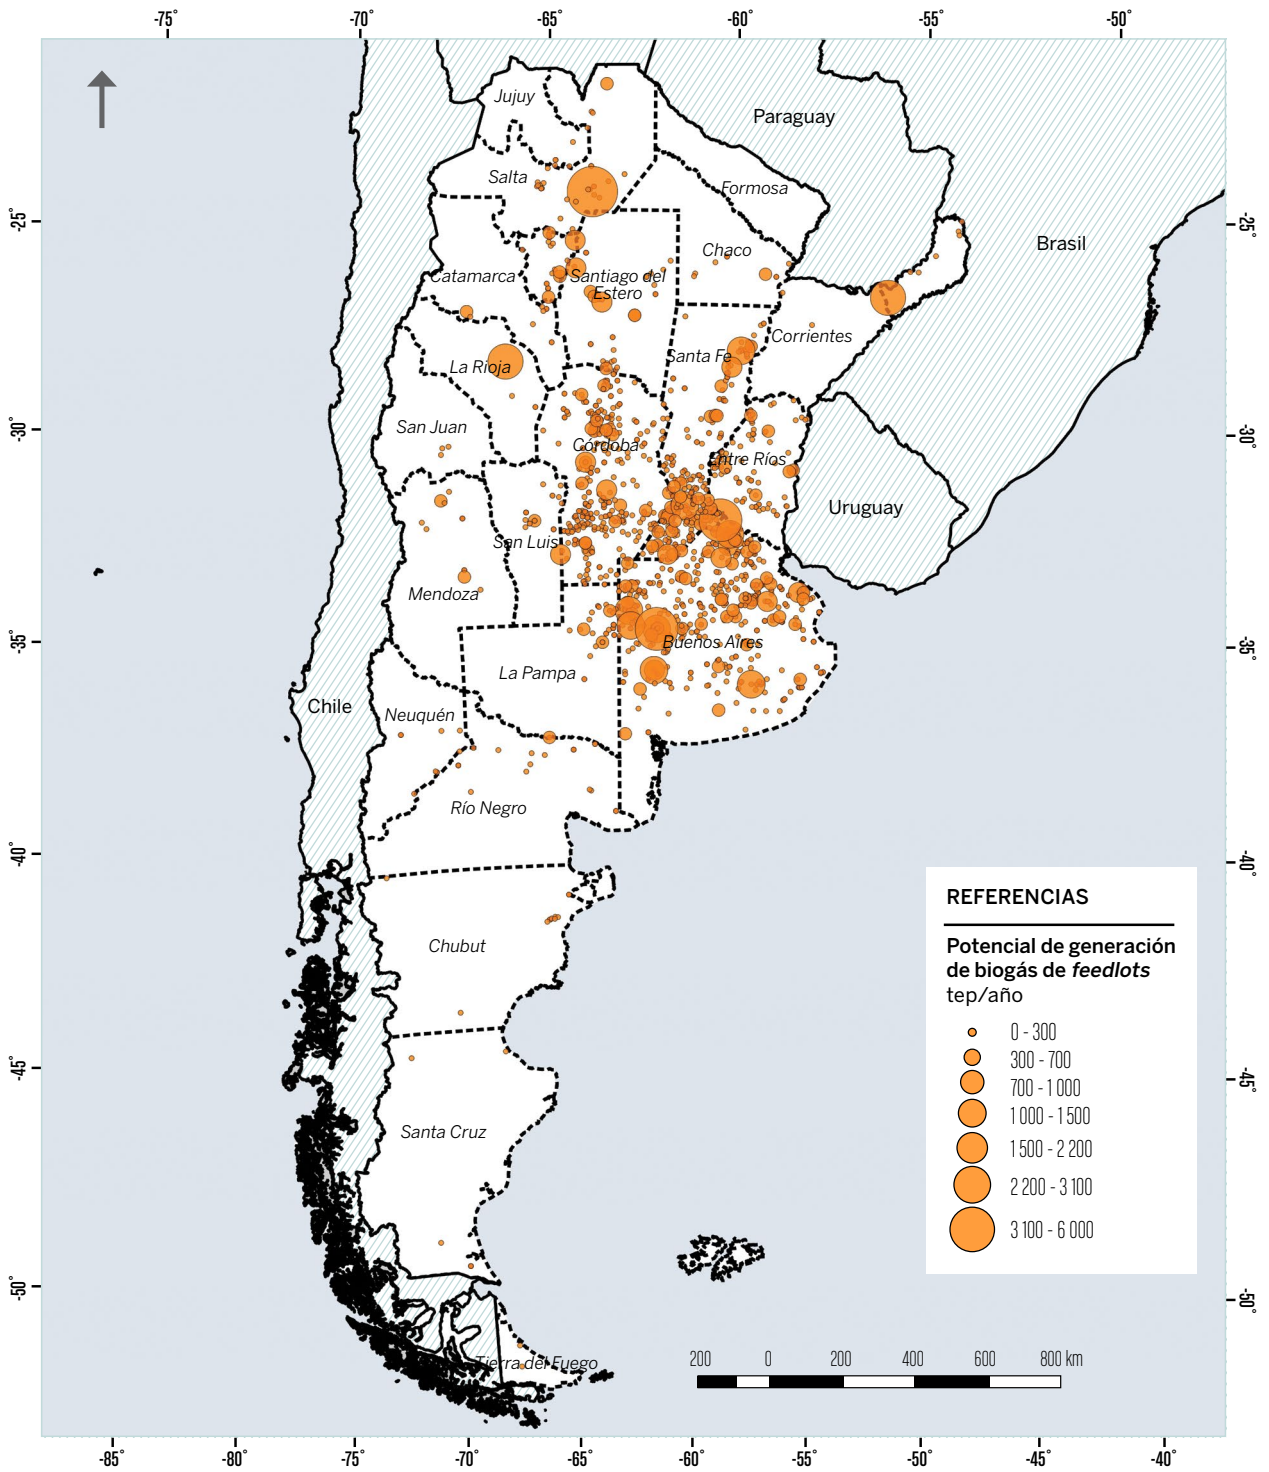 -75°
-70°
-65°
-60°
-55°
-50°
Jujuy
Paraguay
Salta
Formosa
25°
-25°
Chaco
Brasil
Catamarca
Santiago del
Estero
Corrientes
Santa Fe
La Rioja
San Juan
-30°
-30°
Córdoba
Entre Ríos
Uruguay
San Luis
Mendoza
-35°
-35°
Buenos Aires
La Pampa
Chile
Neuquén
Río Negro
-40°
-40°
Chubut
-45°
-45°
Santa Cruz
-50°
-50°
Tierra del Fuego
REFERENCIAS
Potencial de generación
de biogás de feedlots
tep/año
0 - 300
300 - 700
700 - 1 000
1 000 - 1 500
1 500 - 2 200
2 200 - 3 100
3 100 - 6 000
200 0 200 400 600 800 km
-85°
-80°
-75°
-70°
-65°
-60°
-55°
-50°
-45°
-40°